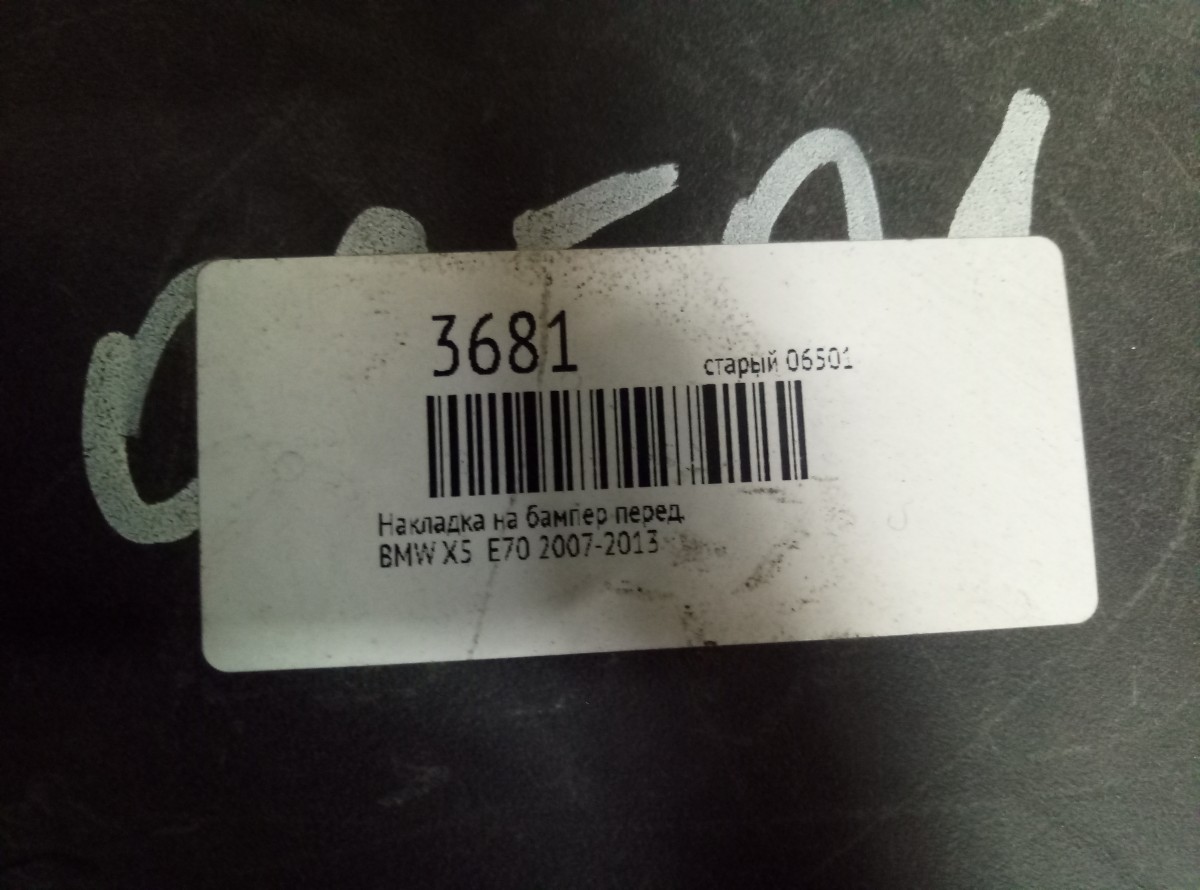 3681
старый 06501
Накладка на бампер перед.
BMW X5 E70 2007-2013